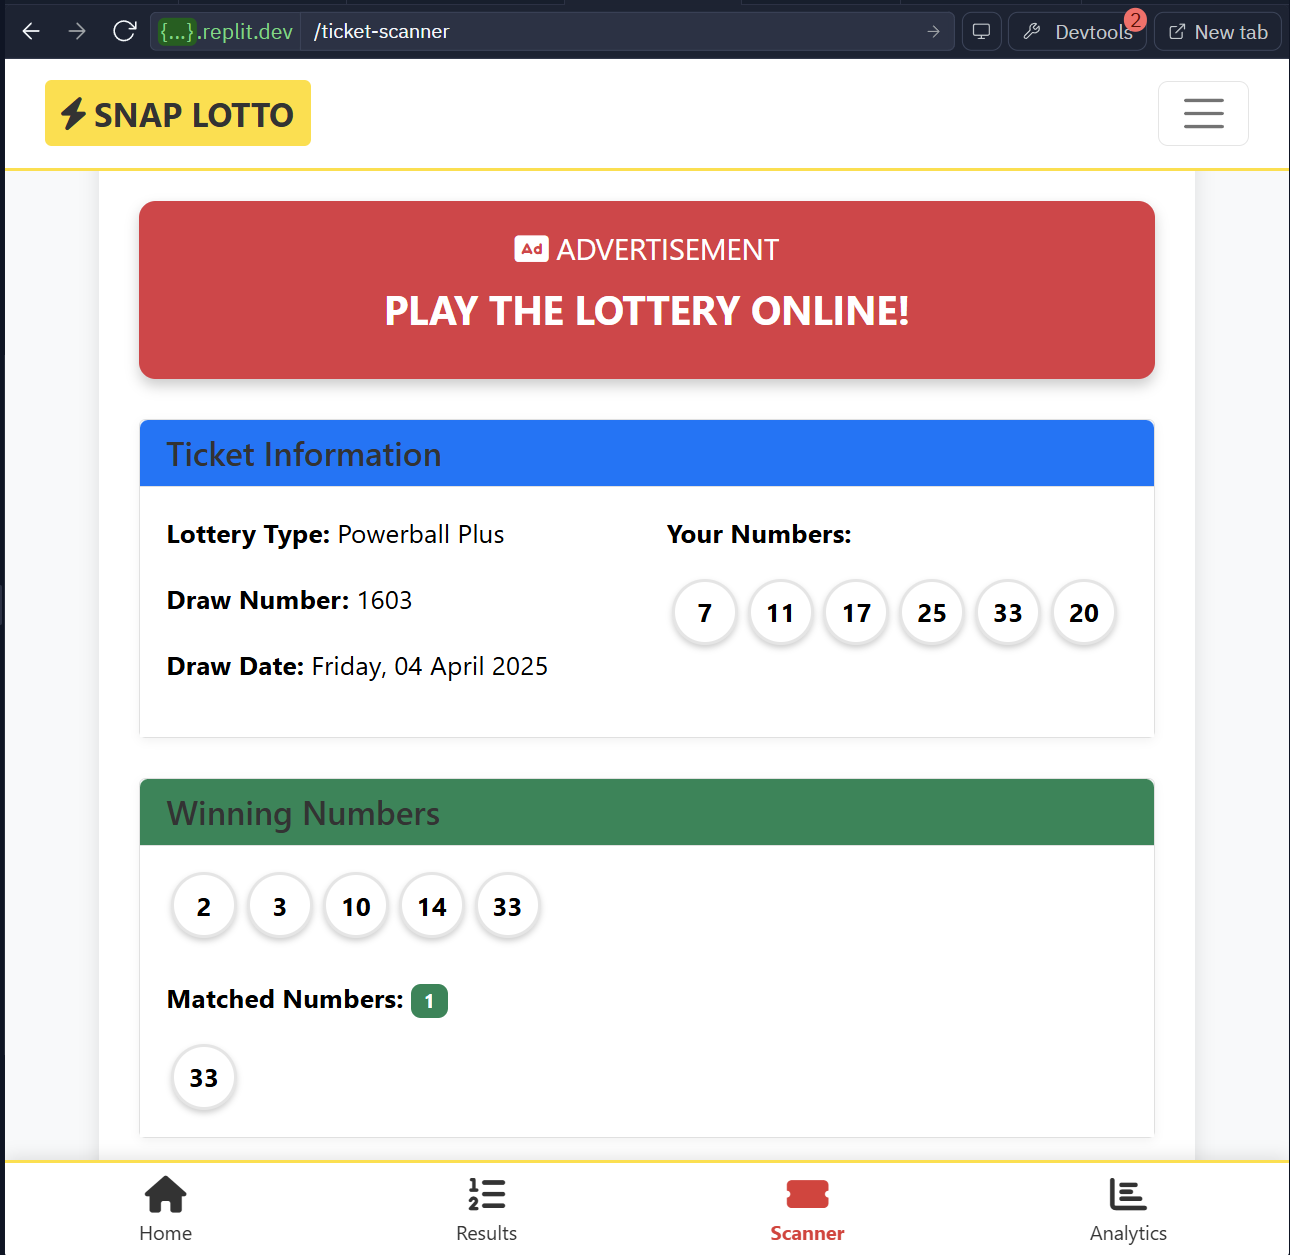 {...}.replit.dev /ticket-scanner Devtools 2 New tab
SNAP LOTTO
Ad ADVERTISEMENT
PLAY THE LOTTERY ONLINE!
Ticket Information
Lottery Type: Powerball Plus
Draw Number: 1603
Draw Date: Friday, 04 April 2025
Your Numbers:
7 11 17 25 33 20
Winning Numbers
2 3 10 14 33
Matched Numbers: 1
33
Home Results Scanner Analytics